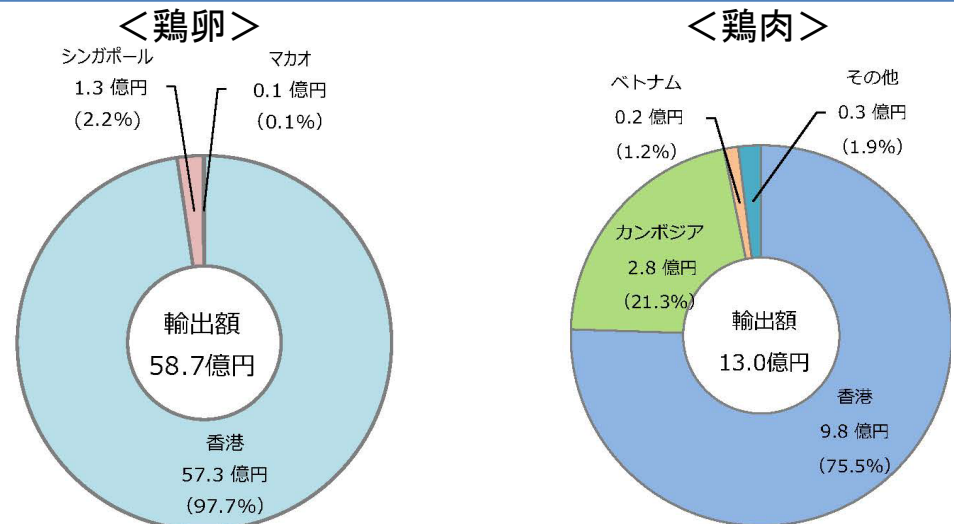 <鶏卵>
シンガポール
1.3 億円
(2.2%)
マカオ
0.1 億円
(0.1%)
輸出額
58.7億円
香港
57.3 億円
(97.7%)
<鶏肉>
ベトナム
0.2 億円
(1.2%)
その他
0.3 億円
(1.9%)
カンボジア
2.8 億円
(21.3%)
輸出額
13.0億円
香港
9.8 億円
(75.5%)